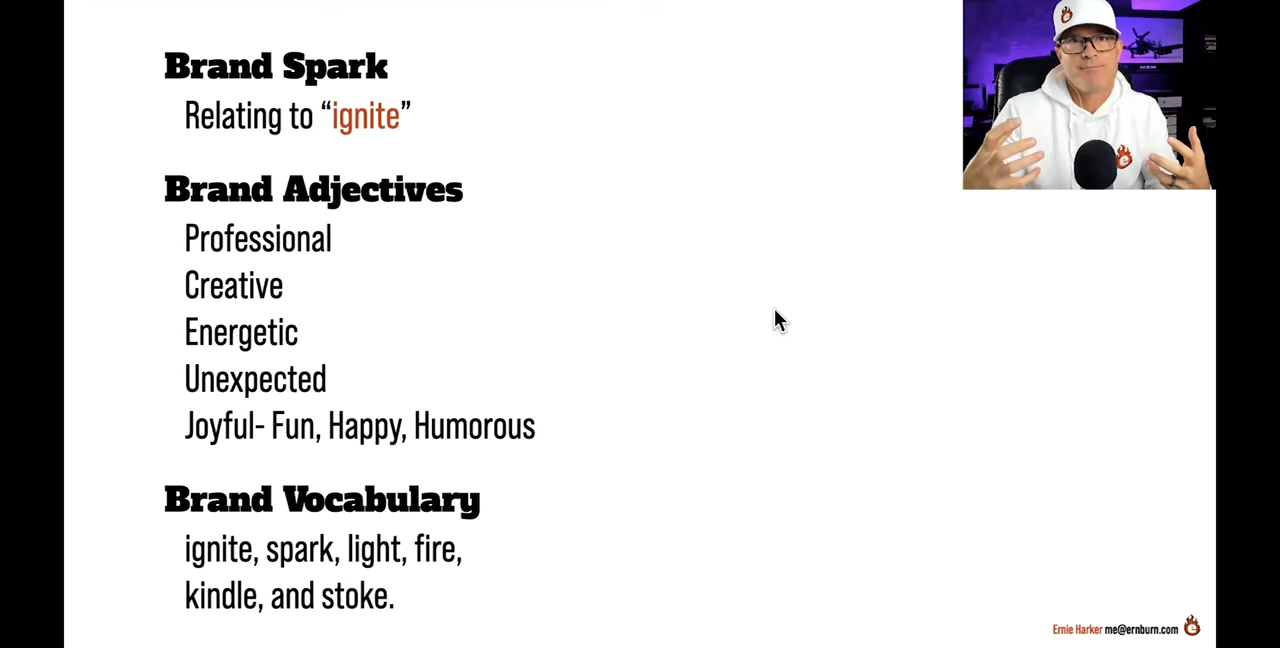 Brand Spark
Relating to “ignite”
Brand Adjectives
Professional
Creative
Energetic
Unexpected
Joyful- Fun, Happy, Humorous
Brand Vocabulary
ignite, spark, light, fire,
kindle, and stoke.
Ernie Harker me@ernburn.com